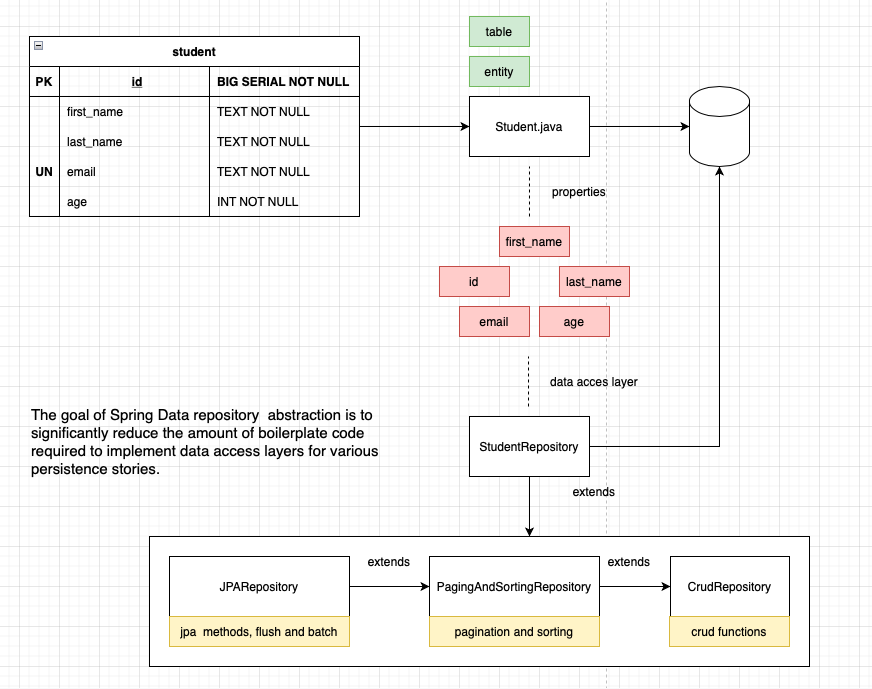 table
entity
student
PK id BIG SERIAL NOT NULL
first_name TEXT NOT NULL
last_name TEXT NOT NULL
UN email TEXT NOT NULL
age INT NOT NULL
Student.java
properties
first_name
id
last_name
email
age
data acces layer
The goal of Spring Data repository abstraction is to
significantly reduce the amount of boilerplate code
required to implement data access layers for various
persistence stories.
StudentRepository
extends
JPARepository
extends
PagingAndSortingRepository
extends
CrudRepository
jpa methods, flush and batch
pagination and sorting
crud functions